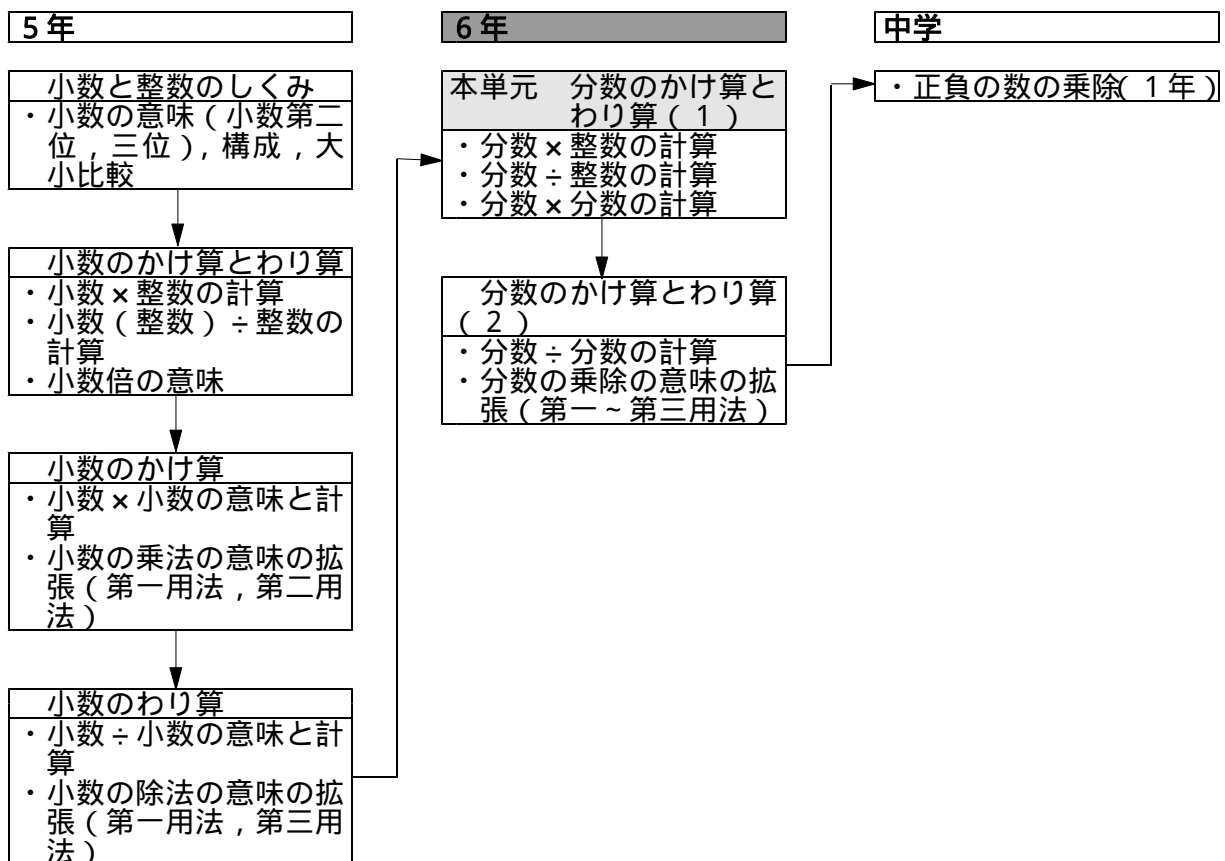 5年
小数と整数のしくみ
・小数の意味(小数第二
位,三位),構成,大
小比較
小数のかけ算とわり算
・小数×整数の計算
・小数(整数)÷整数の
計算
・小数倍の意味
小数のかけ算
・小数×小数の意味と計
算
・小数の乗法の意味の拡
張(第一用法,第二用
法)
小数のわり算
・小数÷小数の意味と計
算
・小数の除法の意味の拡
張(第一用法,第三用
法)
6年
本単元 分数のかけ算と
わり算(1)
・分数×整数の計算
・分数÷整数の計算
・分数×分数の計算
分数のかけ算とわり算
(2)
・分数÷分数の計算
・分数の乗除の意味の拡
張(第一~第三用法)
中学
・正負の数の乗除(1年)